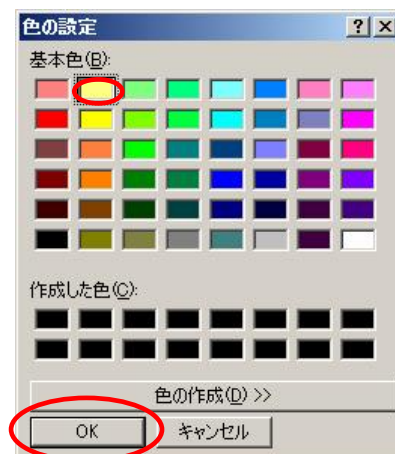 色の設定
基本色(B):
作成した色(C):
色の作成(D) >>
OK
キャンセル